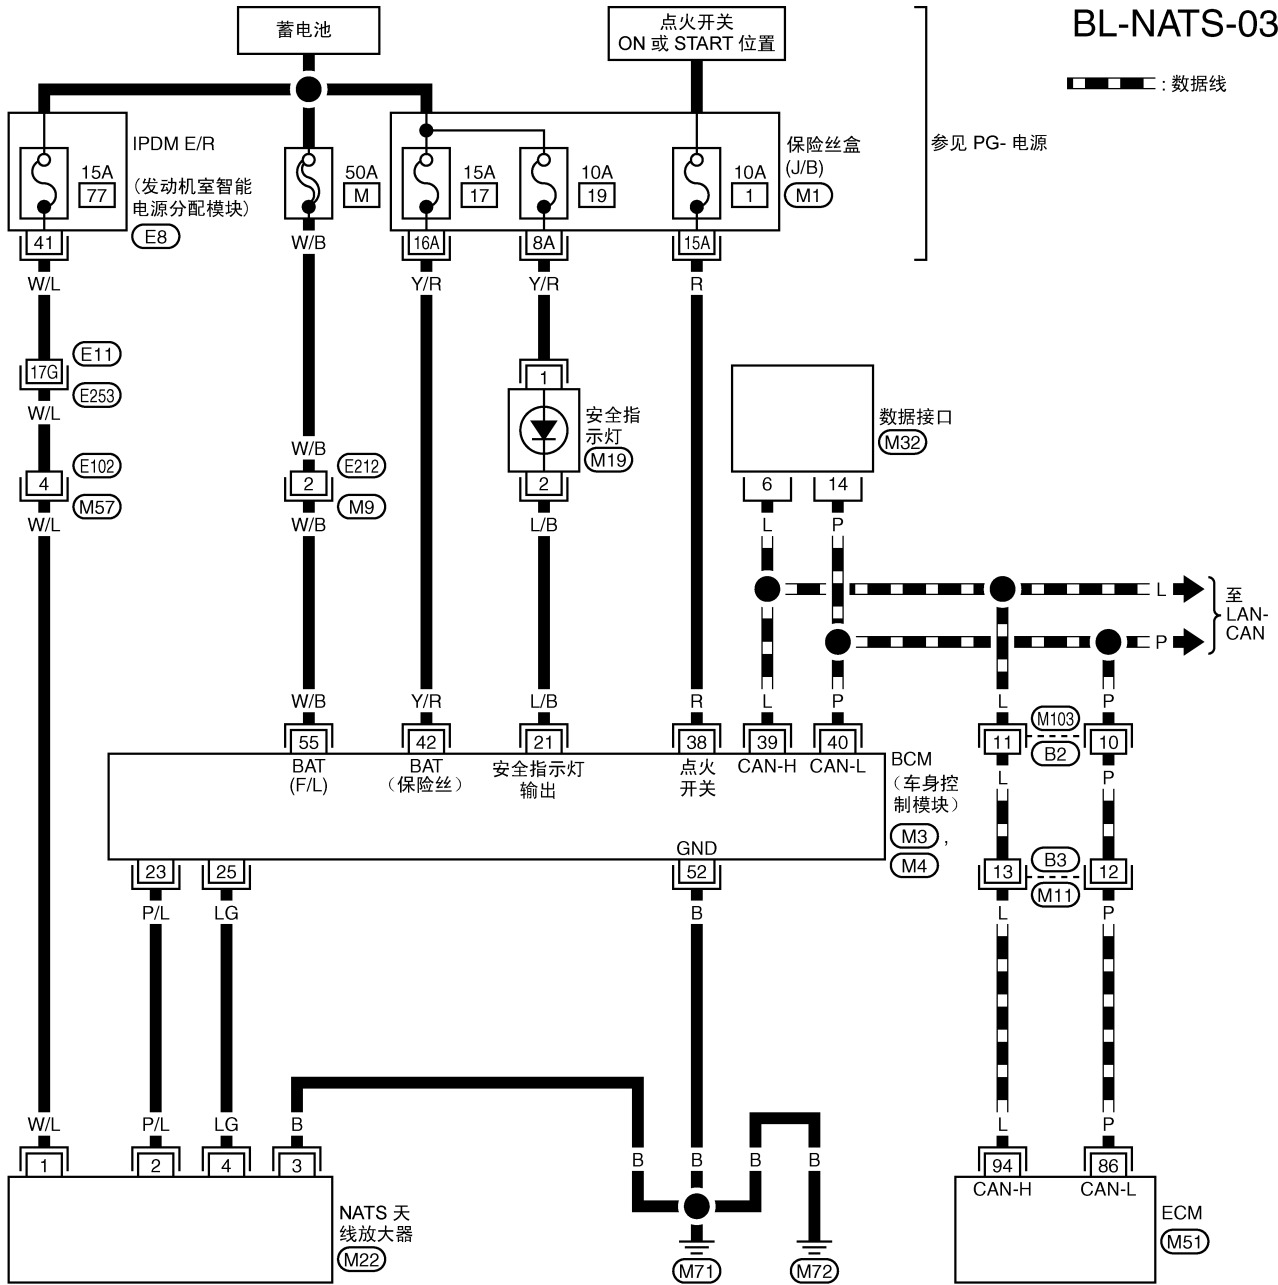 BL-NATS-03
蓄电池
点火开关
ON 或 START 位置
: 数据线
IPDM E/R
(发动机室智能
电源分配模块)
E8
15A
77
50A
M
15A
17
10A
19
10A
1
保险丝盒
(J/B)
M1
参见 PG- 电源
41
16A
8A
15A
W/L
W/B
Y/R
Y/R
R
17G
E11
E253
W/L
1
安全指
示灯
M19
数据接口
M32
W/B
4
E102
M57
2
E212
M9
2
6
14
W/L
W/B
L/B
L
P
L
P
至
LAN-
CAN
W/B
Y/R
L/B
R
L
P
L
P
55
42
21
38
39
40
11
M103
B2
10
BAT
(F/L)
BAT
(保险丝)
安全指示灯
输出
点火
开关
CAN-H
CAN-L
BCM
(车身控
制模块)
M3 ,
M4
L
P
GND
23
25
52
13
B3
M11
12
P/L
LG
B
L
P
W/L
P/L
LG
B
L
P
B
B
B
B
1
2
4
3
94
86
CAN-H
CAN-L
NATS 天
线放大器
M22
M71
M72
ECM
M51